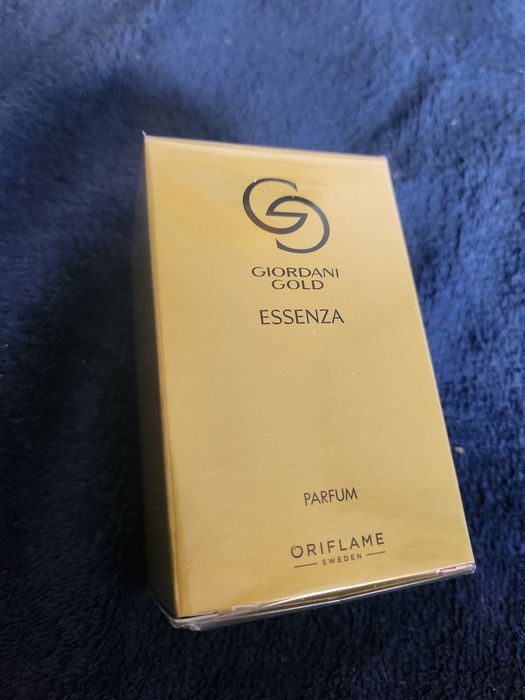 GIORDANI
GOLD
ESSENZA
PARFUM
ORIFLAME
SWEDEN